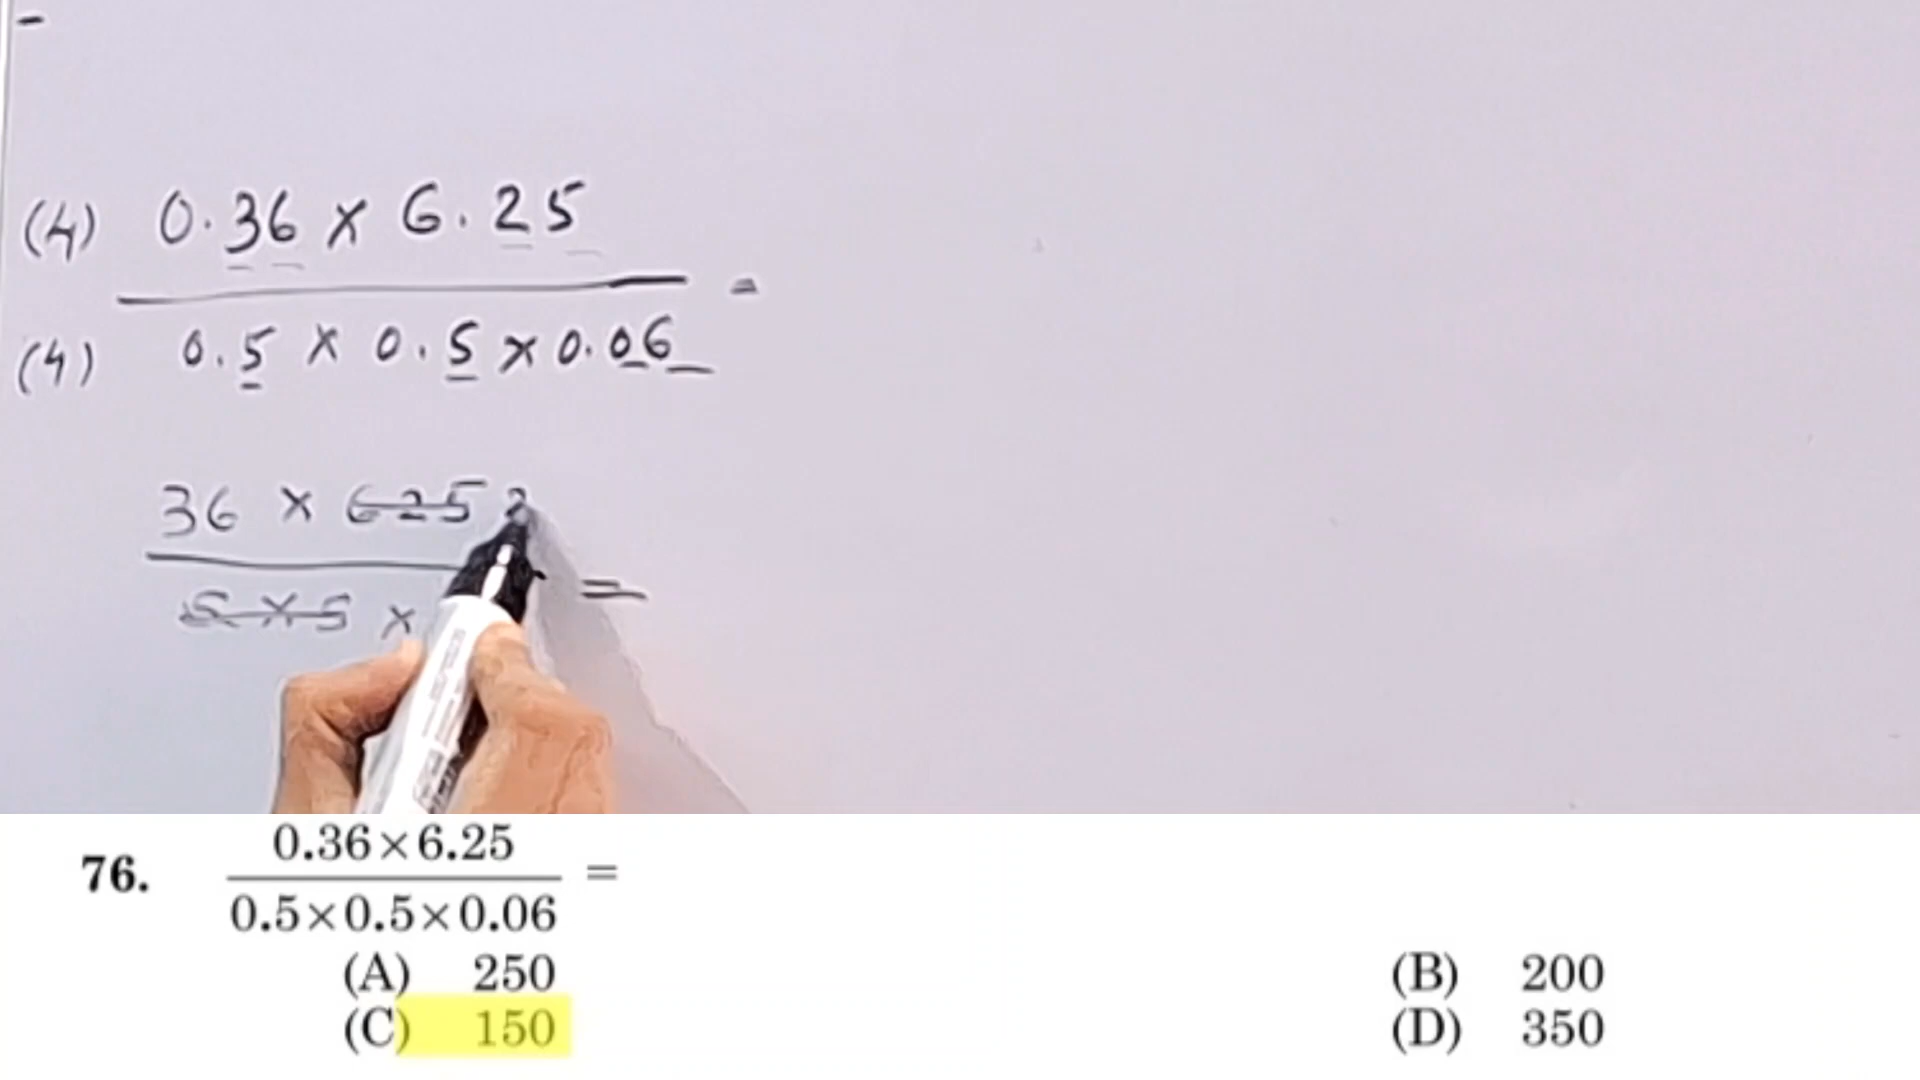 (4) 0.36 x 6.25 =
(4) 0.5 x 0.5 x 0.06
36 x 625 2 =
5 x 5 x
76. 0.36×6.25 =
0.5×0.5×0.06
(A) 250 (B) 200
(C) 150 (D) 350